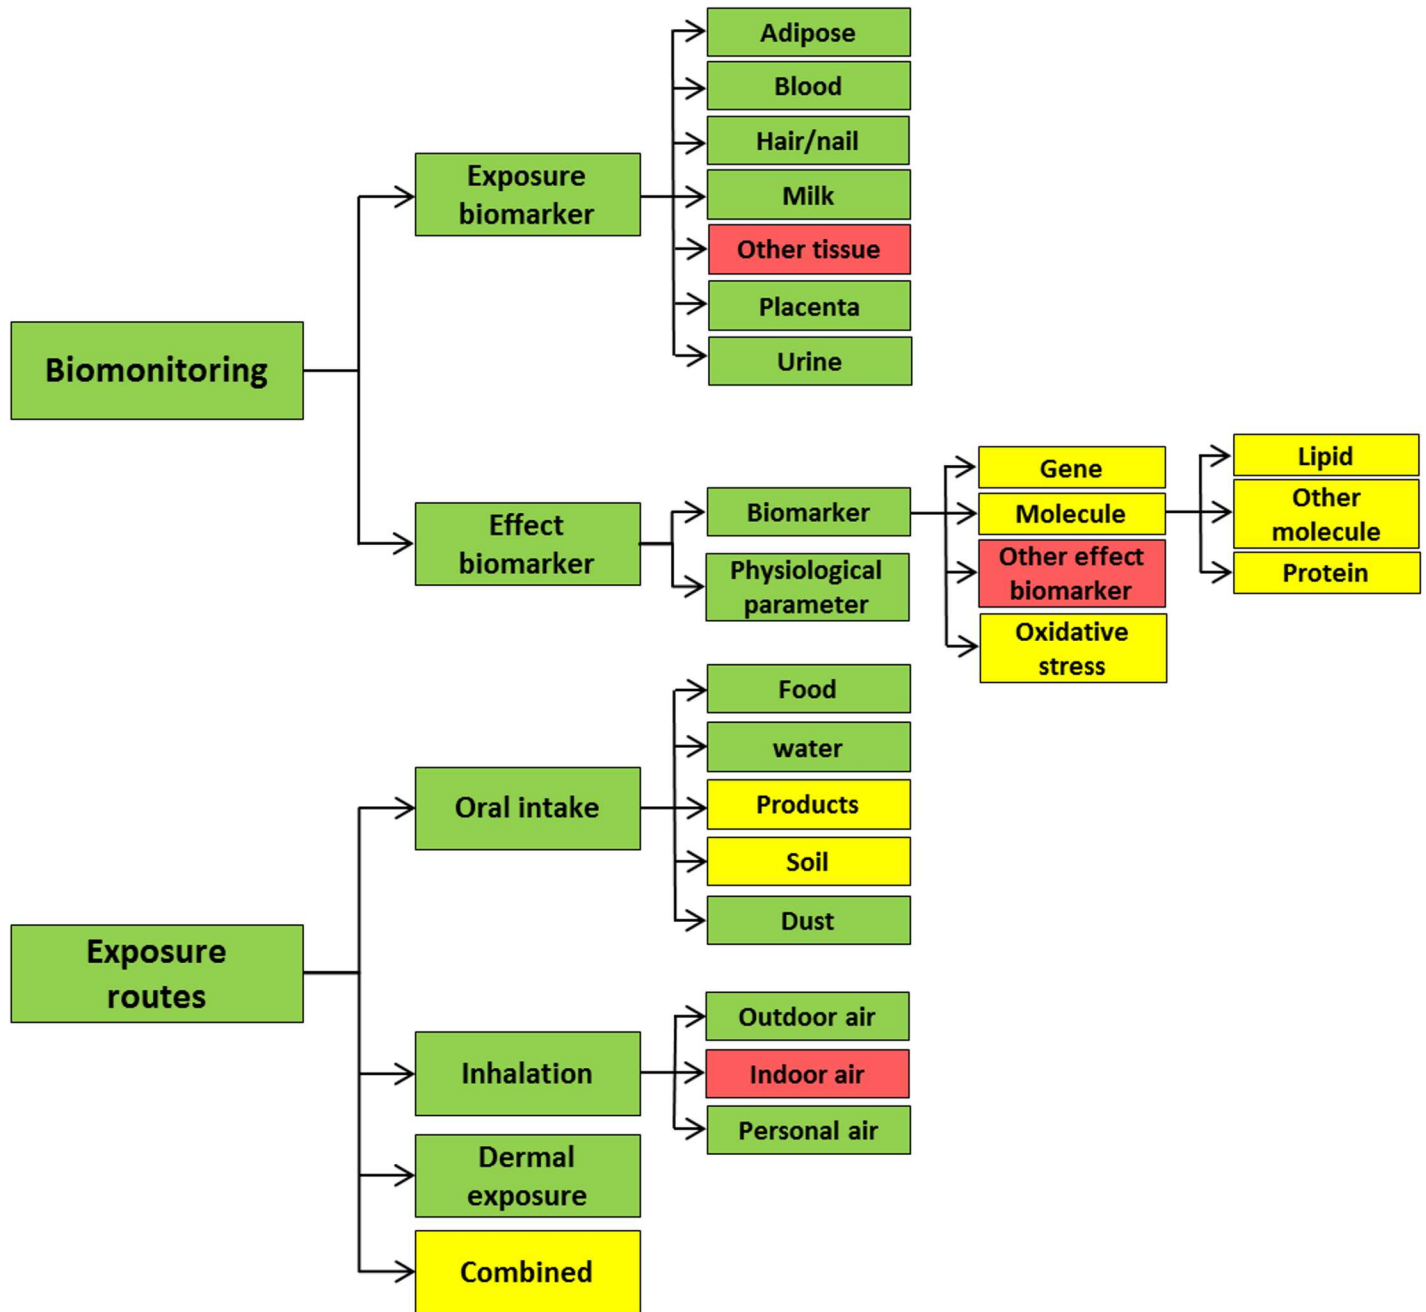 Biomonitoring
Exposure
biomarker
Adipose
Blood
Hair/nail
Milk
Other tissue
Placenta
Urine
Effect
biomarker
Biomarker
Physiological
parameter
Gene
Molecule
Other effect
biomarker
Oxidative
stress
Lipid
Other
molecule
Protein
Exposure
routes
Oral intake
Food
water
Products
Soil
Dust
Inhalation
Outdoor air
Indoor air
Personal air
Dermal
exposure
Combined